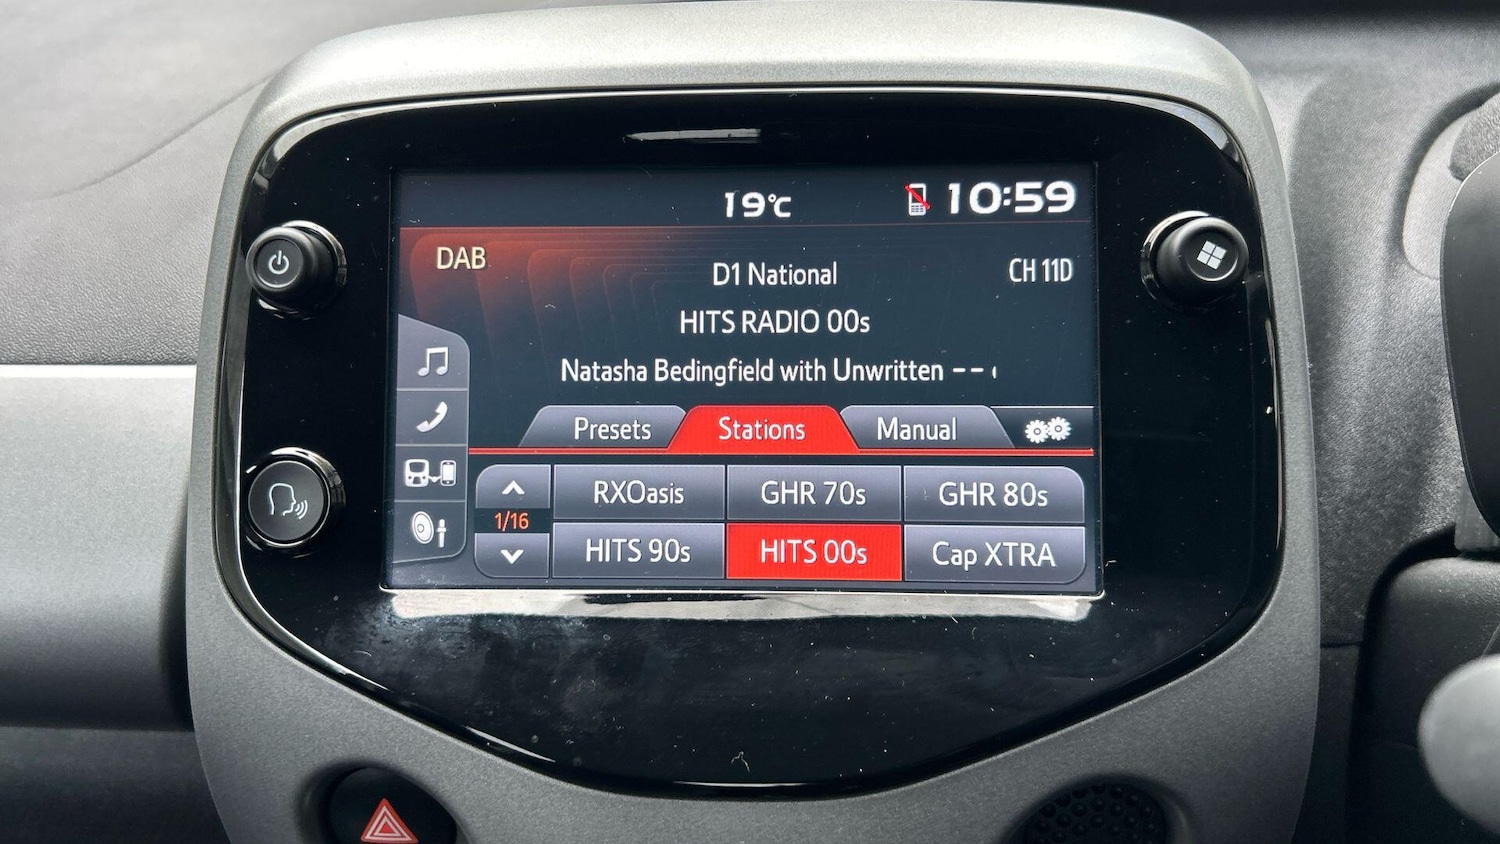 19°C 10:59
DAB
D1 National
CH 11D
HITS RADIO 00s
Natasha Bedingfield with Unwritten --
Presets Stations Manual
RXOasis GHR 70s GHR 80s
1/16
HITS 90s HITS 00s Cap XTRA